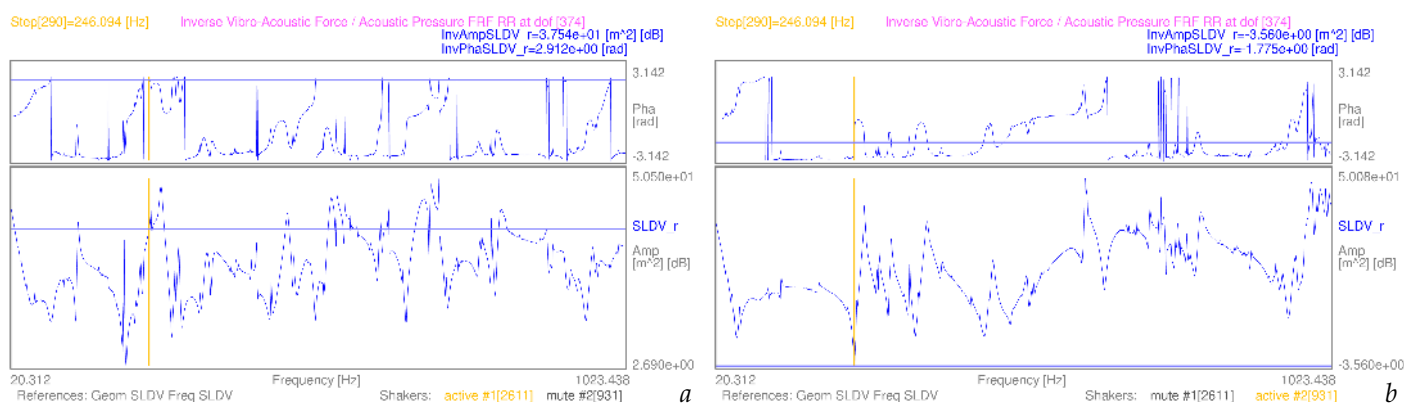 Step[290]=246.094 [Hz]
Inverse Vibro-Acoustic Force / Acoustic Pressure FRF RR at dof [374]
InvAmpSLDV_r=3.754e+01 [m^2] [dB]
InvPhaSLDV_r=2.912e+00 [rad]
3.142
Pha
[rad]
-3.142
5.050e+01
SLDV_r
Amp
[m^2] [dB]
2.690e+00
20.312
Frequency [Hz]
1023.438
References: Geom SLDV Freq SLDV
Shakers: active #1[2611] mute #2[931]
a
Step[290]=246.094 [Hz]
Inverse Vibro-Acoustic Force / Acoustic Pressure FRF RR at dof [374]
InvAmpSLDV_r=-3.560e+00 [m^2] [dB]
InvPhaSLDV_r=-1.775e+00 [rad]
3.142
Pha
[rad]
-3.142
5.008e+01
SLDV_r
Amp
[m^2] [dB]
-3.560e+00
20.312
Frequency [Hz]
1023.438
References: Geom SLDV Freq SLDV
Shakers: mute #1[2611] active #2[931]
b